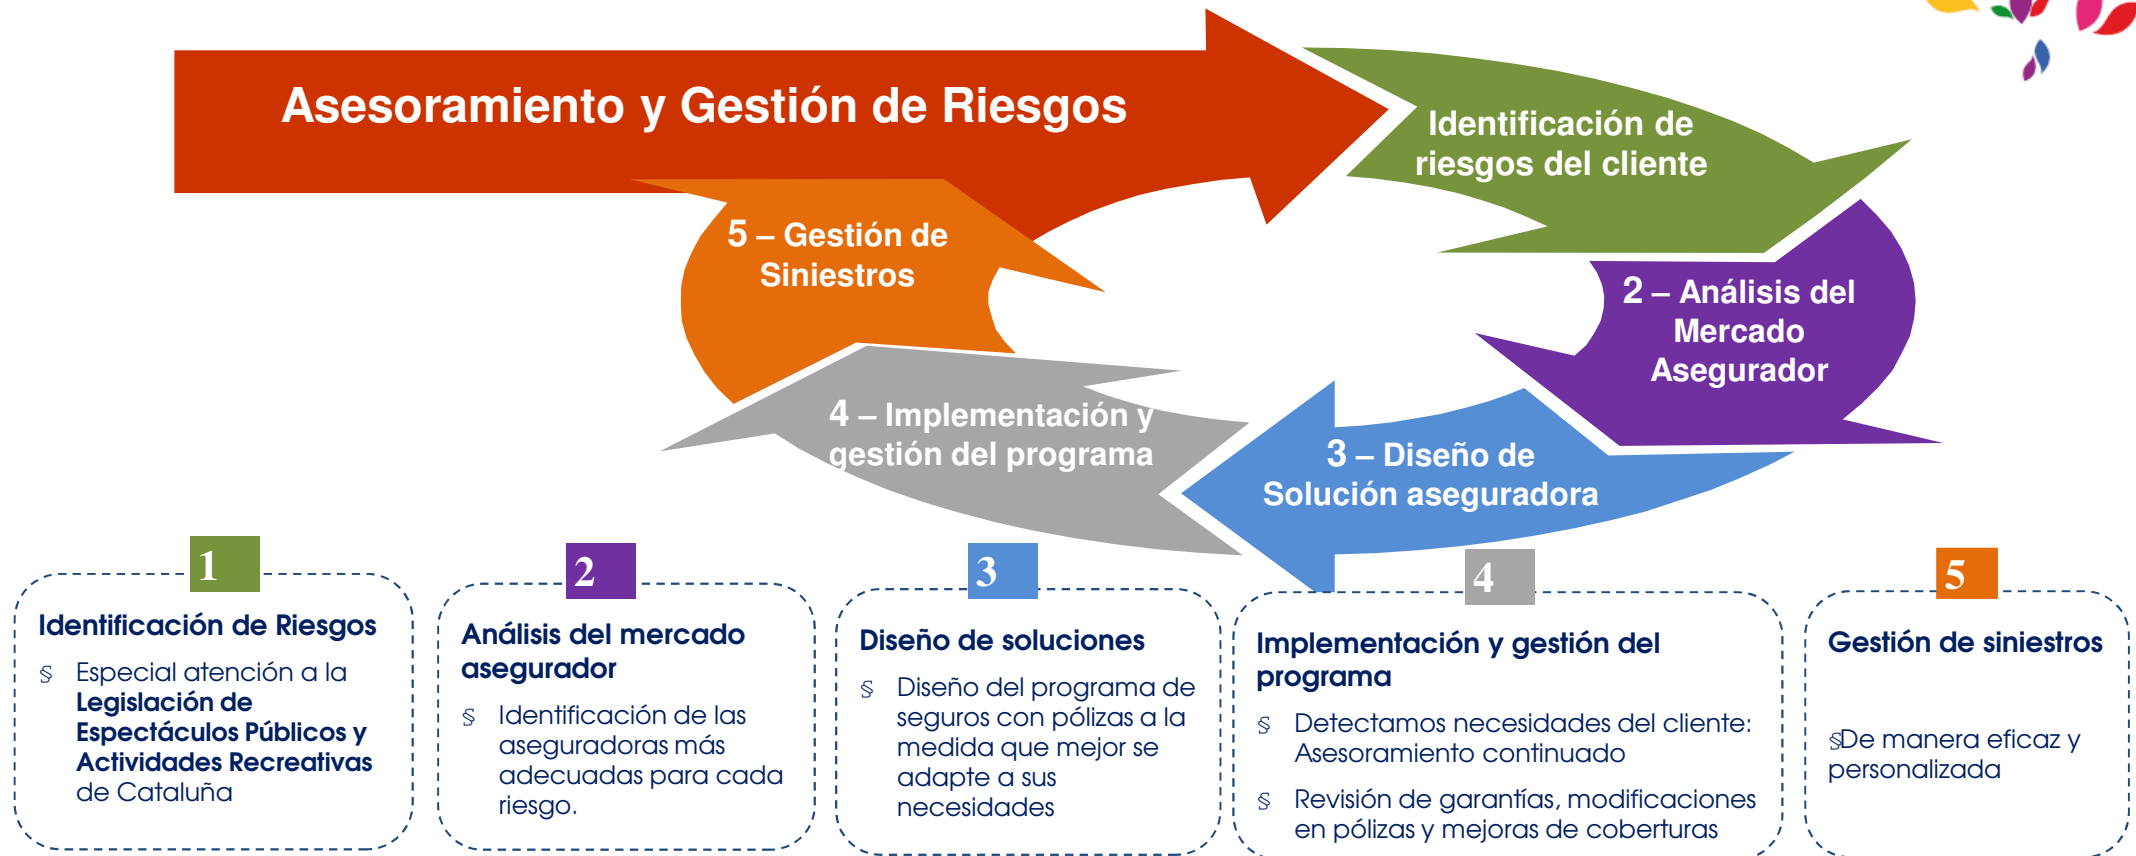 Asesoramiento y Gestión de Riesgos
Identificación de
riesgos del cliente
5 – Gestión de
Siniestros
2 – Análisis del
Mercado
Asegurador
4 – Implementación y
gestión del programa
3 – Diseño de
Solución aseguradora
1
Identificación de Riesgos
§ Especial atención a la
Legislación de
Espectáculos Públicos y
Actividades Recreativas
de Cataluña
2
Análisis del mercado
asegurador
§ Identificación de las
aseguradoras más
adecuadas para cada
riesgo.
3
Diseño de soluciones
§ Diseño del programa de
seguros con pólizas a la
medida que mejor se
adapte a sus
necesidades
4
Implementación y gestión del
programa
§ Detectamos necesidades del cliente:
Asesoramiento continuado
§ Revisión de garantías, modificaciones
en pólizas y mejoras de coberturas
5
Gestión de siniestros
§De manera eficaz y
personalizada